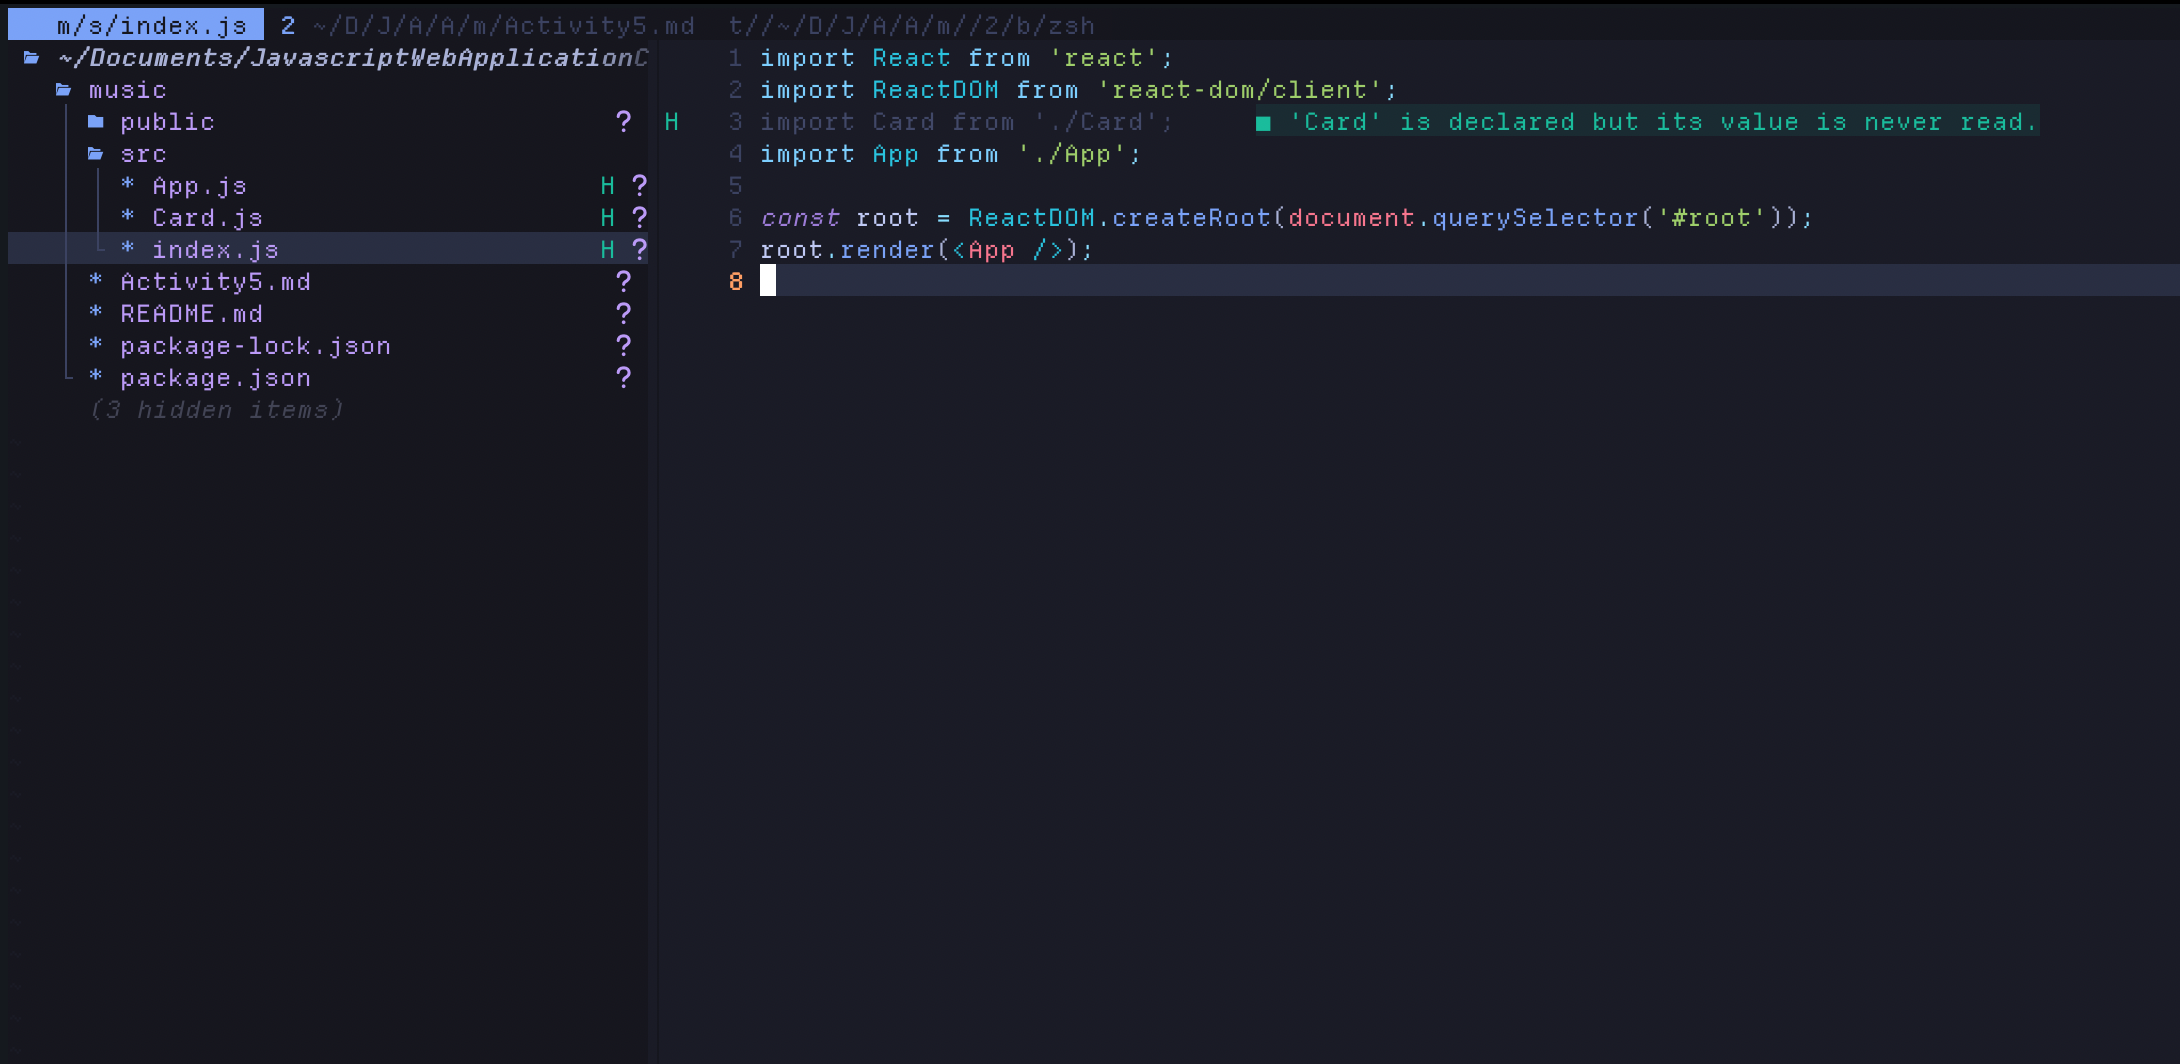 m/s/index.js 2 ~/D/J/A/A/m/Activity5.md t//~/D/J/A/A/m//2/b/zsh
~/Documents/JavascriptWebApplicationC
music
public ?
src
* App.js H ?
* Card.js H ?
* index.js H ?
* Activity5.md ?
* README.md ?
* package-lock.json ?
* package.json ?
(3 hidden items)
1 import React from 'react';
2 import ReactDOM from 'react-dom/client';
H 3 import Card from './Card'; ■ 'Card' is declared but its value is never read.
4 import App from './App';
5
6 const root = ReactDOM.createRoot(document.querySelector('#root'));
7 root.render(<App />);
8